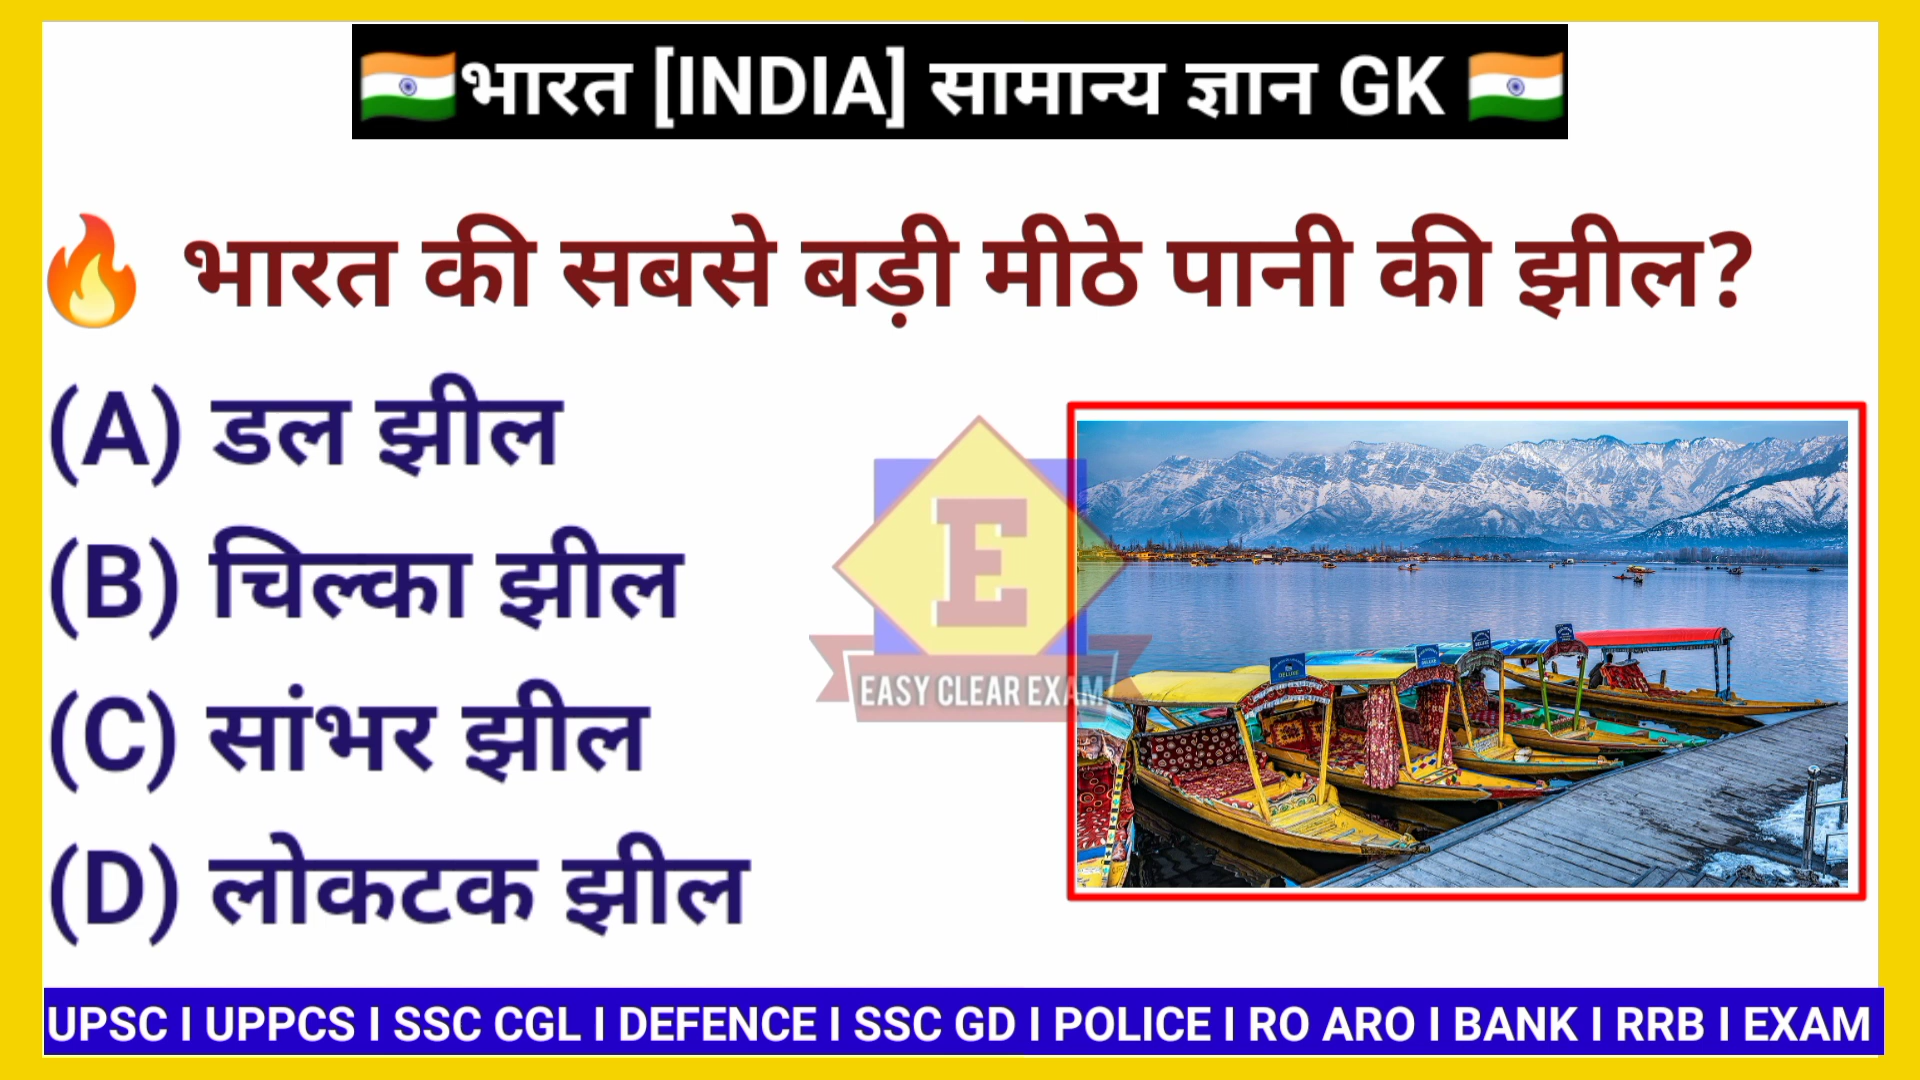 🇮🇳भारत [INDIA] सामान्य ज्ञान GK 🇮🇳
🔥 भारत की सबसे बड़ी मीठे पानी की झील?
(A) डल झील
(B) चिल्का झील
(C) सांभर झील
(D) लोकटक झील
E
EASY CLEAR EXAM
UPSC I UPPCS I SSC CGL I DEFENCE I SSC GD I POLICE I RO ARO I BANK I RRB I EXAM